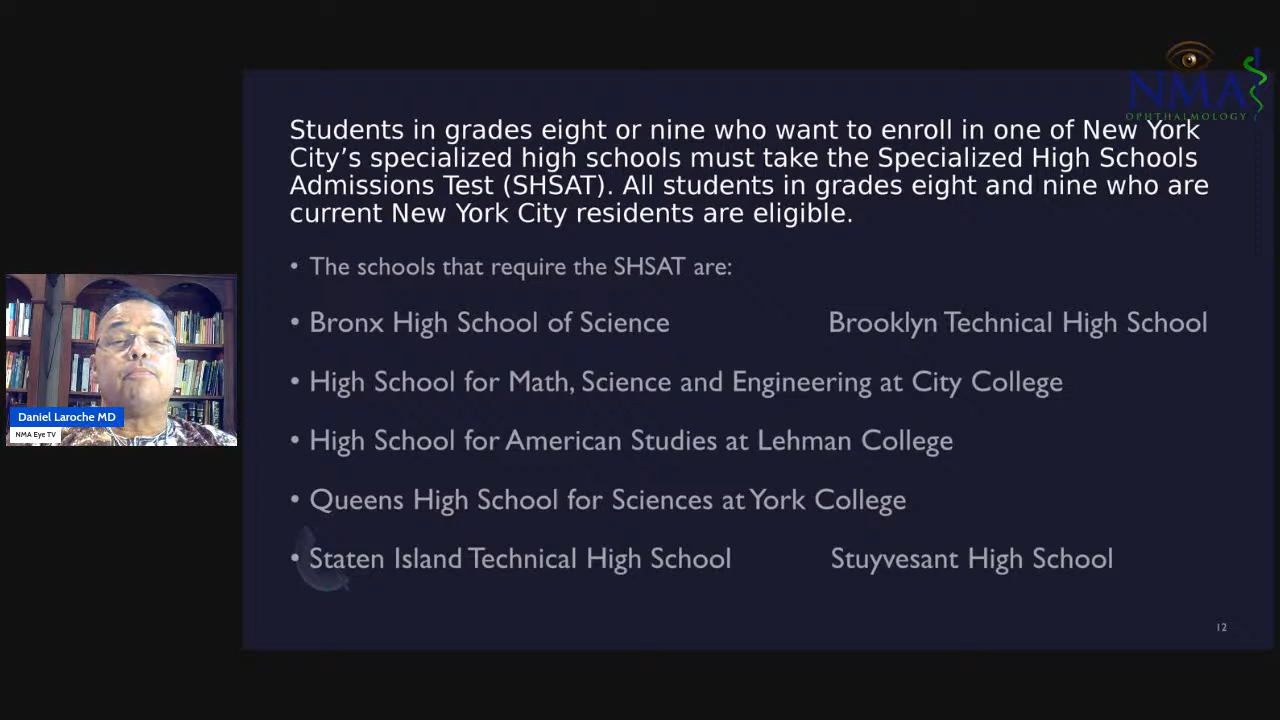 NMA
OPHTHALMOLOGY
Students in grades eight or nine who want to enroll in one of New York
City’s specialized high schools must take the Specialized High Schools
Admissions Test (SHSAT). All students in grades eight and nine who are
current New York City residents are eligible.
• The schools that require the SHSAT are:
• Bronx High School of Science Brooklyn Technical High School
• High School for Math, Science and Engineering at City College
• High School for American Studies at Lehman College
• Queens High School for Sciences at York College
• Staten Island Technical High School Stuyvesant High School
12
Daniel Laroche MD
NMA Eye TV